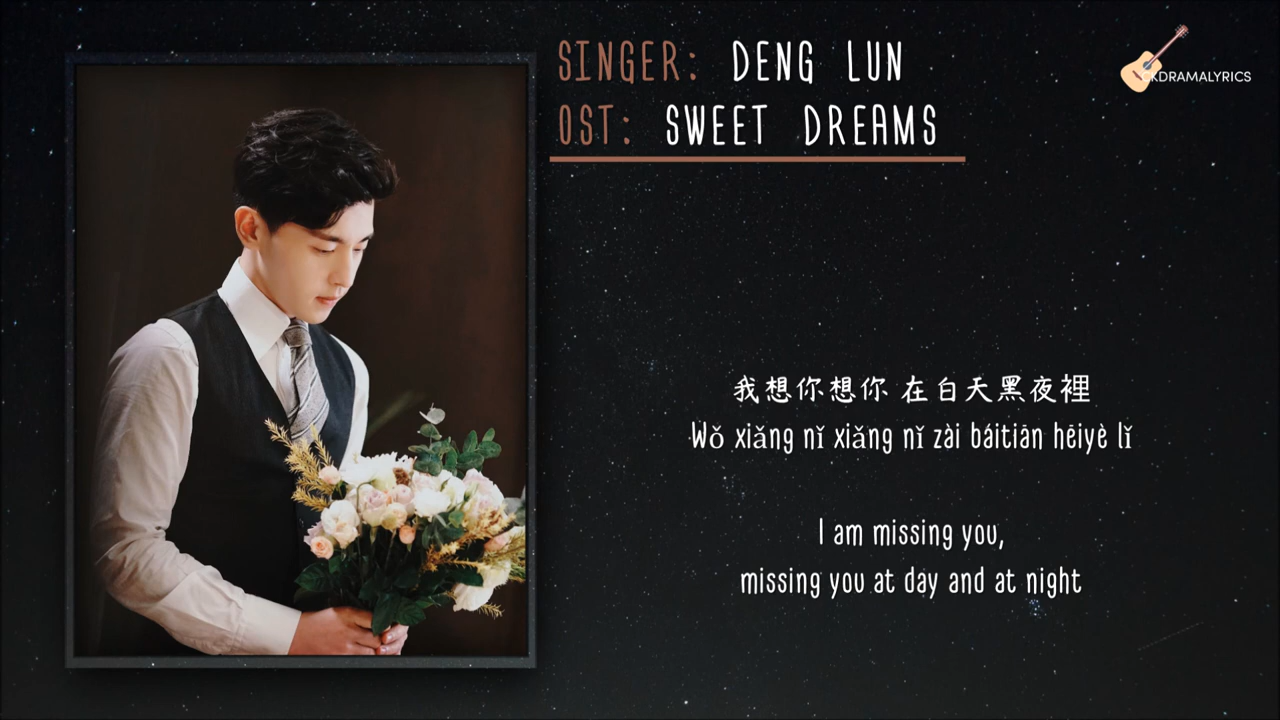 SINGER: DENG LUN
OST: SWEET DREAMS
CKDRAMALYRICS
我想你想你 在白天黑夜裡
Wǒ xiǎng nǐ xiǎng nǐ zài báitiān hēiyè lǐ
I am missing you,
missing you at day and at night